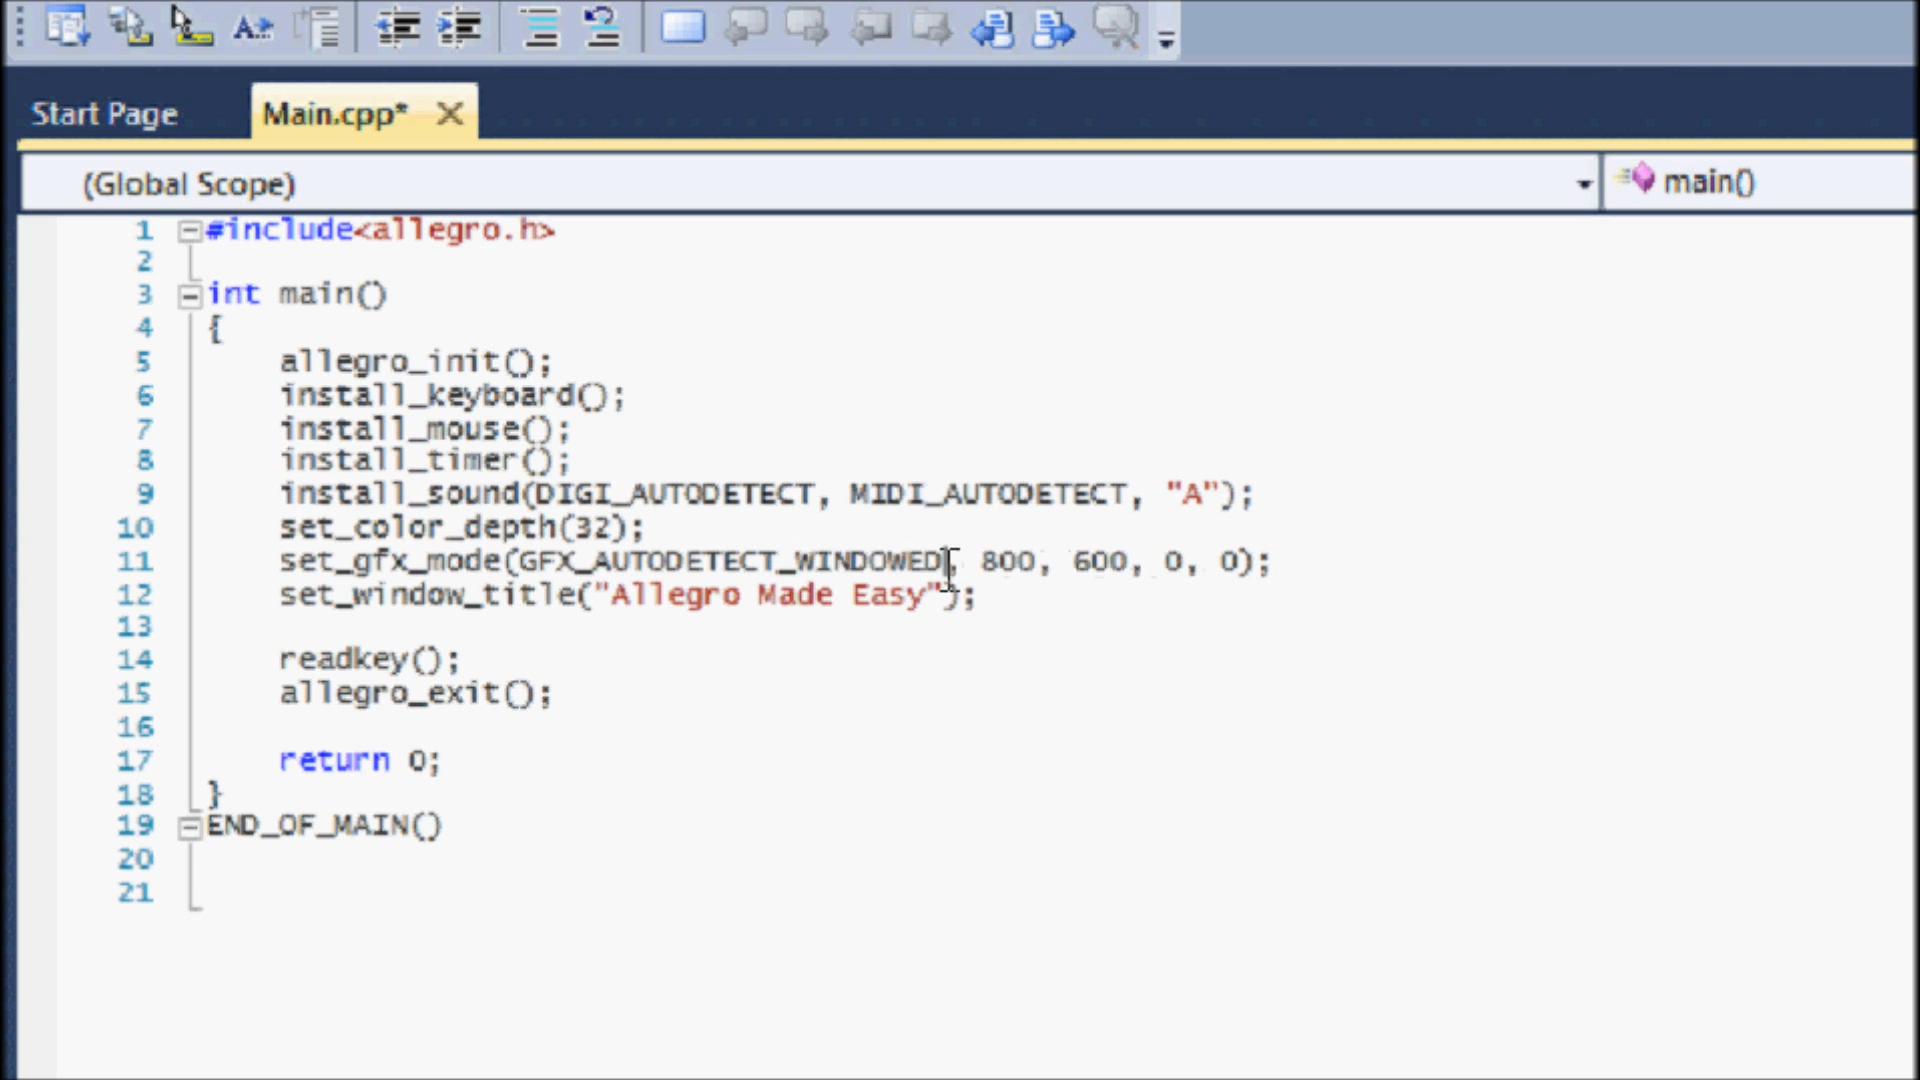 Start Page
Main.cpp*
(Global Scope)
main()
1 #include<allegro.h>
2
3 int main()
4 {
5 allegro_init();
6 install_keyboard();
7 install_mouse();
8 install_timer();
9 install_sound(DIGI_AUTODETECT, MIDI_AUTODETECT, "A");
10 set_color_depth(32);
11 set_gfx_mode(GFX_AUTODETECT_WINDOWED, 800, 600, 0, 0);
12 set_window_title("Allegro Made Easy");
13
14 readkey();
15 allegro_exit();
16
17 return 0;
18 }
19 END_OF_MAIN()
20
21